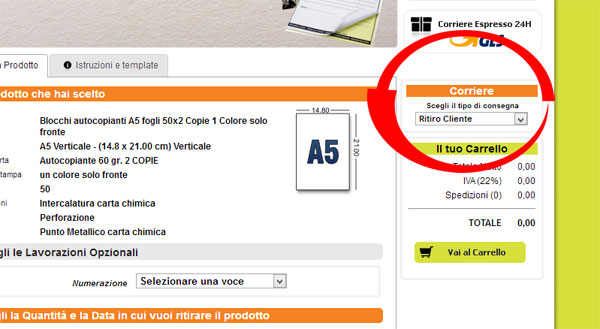 Corriere Espresso 24H
GLS
Prodotto
Istruzioni e template
dotto che hai scelto
Blocchi autocopianti A5 fogli 50x2 Copie 1 Colore solo
fronte
A5 Verticale - (14.8 x 21.00 cm) Verticale
rta Autocopiante 60 gr. 2 COPIE
tampa un colore solo fronte
50
oni Intercalatura carta chimica
Perforazione
Punto Metallico carta chimica
14.80
A5
21.00
gli le Lavorazioni Opzionali
Numerazione Selezionare una voce
gli la Quantità e la Data in cui vuoi ritirare il prodotto
Corriere
Scegli il tipo di consegna
Ritiro Cliente
Il tuo Carrello
Totale 0,00
IVA (22%) 0,00
Spedizioni (0) 0,00
TOTALE 0,00
Vai al Carrello